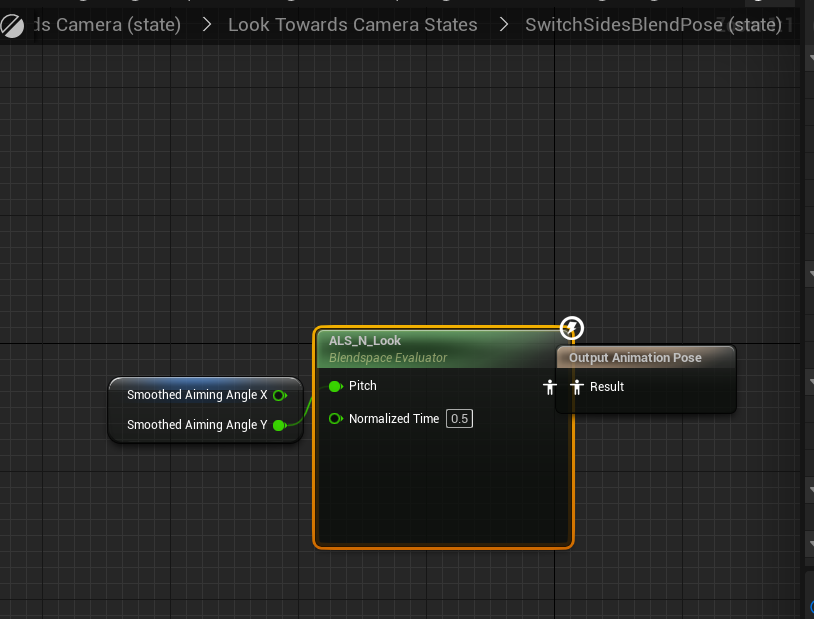 ds Camera (state) > Look Towards Camera States > SwitchSidesBlendPose (state)
ALS_N_Look
Blendspace Evaluator
Output Animation Pose
Pitch
Result
Smoothed Aiming Angle X
Normalized Time 0.5
Smoothed Aiming Angle Y